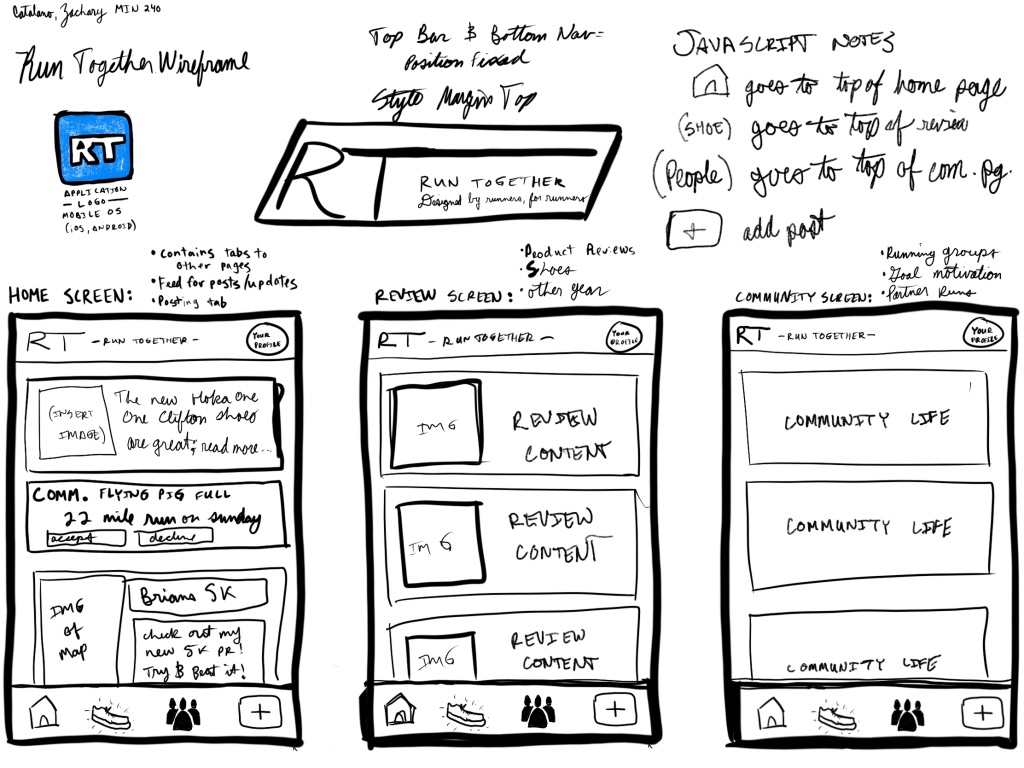 Catalano, Zachary MIN 240
Run Together Wireframe
RT
APPLICATION
— LOGO —
MOBILE OS
(iOS, ANDROID)
Top Bar & Bottom Nav =
Position Fixed
Style Margin Top
RT
RUN TOGETHER
Designed by runners, for runners
JAVASCRIPT NOTES
goes to top of home page
(SHOE) goes to top of review
(People) goes to top of com. pg.
+ add post
HOME SCREEN:
• Contains tabs to
other pages
• Feed for posts/updates
• Posting tab
RT - RUN TOGETHER -
YOUR
PROFILE
(INSERT
IMAGE)
The new Hoka One
One Clifton shoes
are great; read more...
COMM. FLYING PIG FULL
22 mile run on sunday
accept decline
IMG
of
Map
Brians 5K
check out my
new 5K PR!
Try & Beat it!
+
REVIEW SCREEN:
• Product Reviews
• Shoes
• other gear
RT - RUN TOGETHER -
YOUR
PROFILE
IMG
REVIEW
CONTENT
IMG
REVIEW
CONTENT
IMG
REVIEW
CONTENT
+
COMMUNITY SCREEN:
• Running groups
• Goal motivation
• Partner Runs
RT - RUN TOGETHER -
YOUR
PROFILE
COMMUNITY LIFE
COMMUNITY LIFE
COMMUNITY LIFE
+